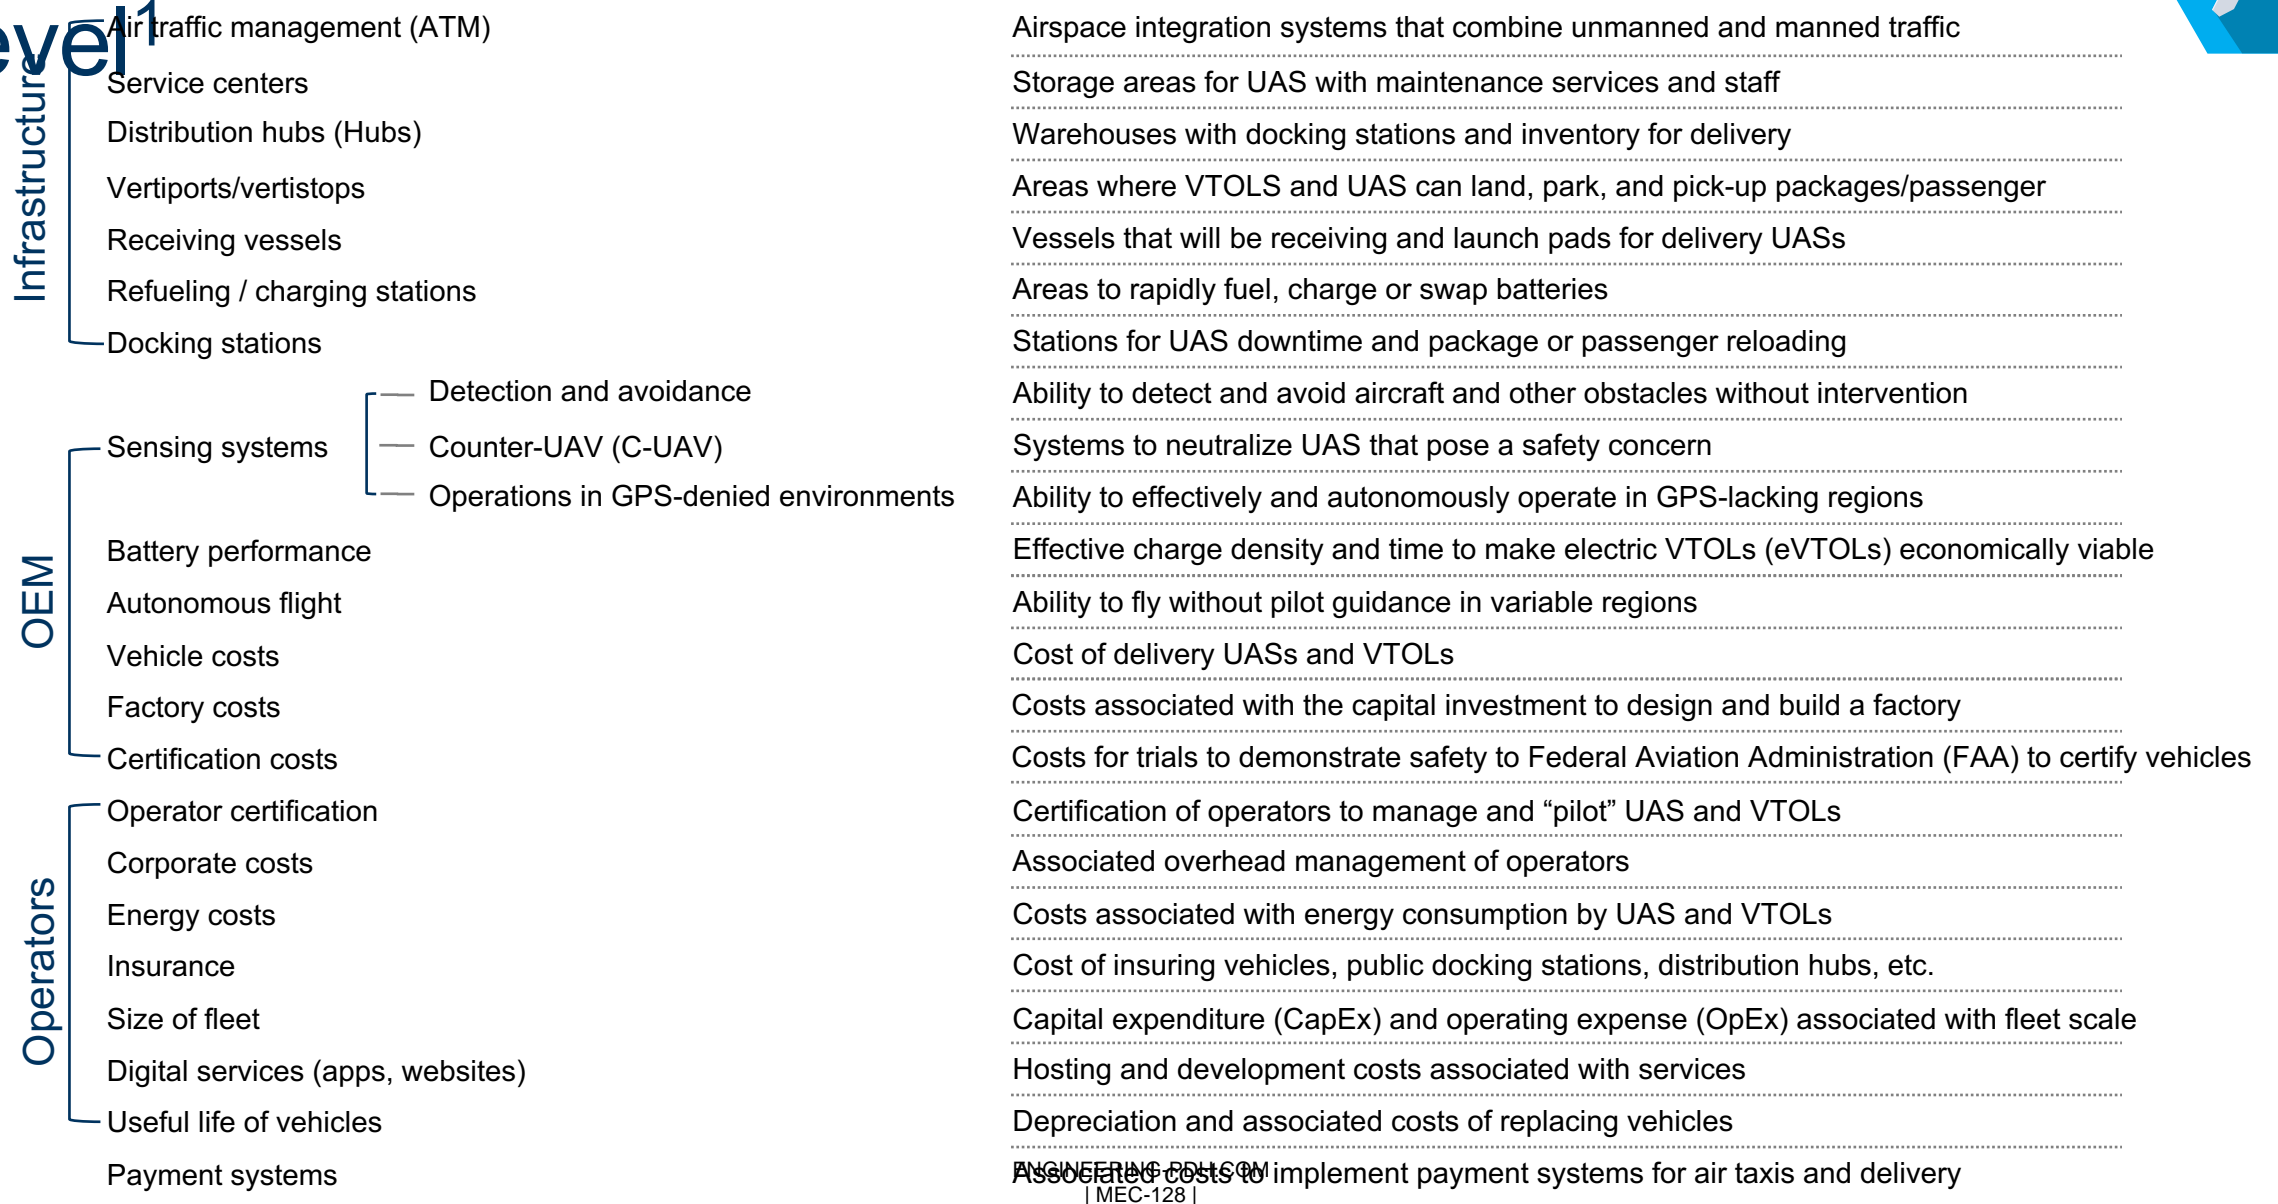 evel1
Infrastructure
Air traffic management (ATM) Airspace integration systems that combine unmanned and manned traffic
Service centers Storage areas for UAS with maintenance services and staff
Distribution hubs (Hubs) Warehouses with docking stations and inventory for delivery
Vertiports/vertistops Areas where VTOLS and UAS can land, park, and pick-up packages/passenger
Receiving vessels Vessels that will be receiving and launch pads for delivery UASs
Refueling / charging stations Areas to rapidly fuel, charge or swap batteries
Docking stations Stations for UAS downtime and package or passenger reloading
OEM
Detection and avoidance Ability to detect and avoid aircraft and other obstacles without intervention
Sensing systems Counter-UAV (C-UAV) Systems to neutralize UAS that pose a safety concern
Operations in GPS-denied environments Ability to effectively and autonomously operate in GPS-lacking regions
Battery performance Effective charge density and time to make electric VTOLs (eVTOLs) economically viable
Autonomous flight Ability to fly without pilot guidance in variable regions
Vehicle costs Cost of delivery UASs and VTOLs
Factory costs Costs associated with the capital investment to design and build a factory
Certification costs Costs for trials to demonstrate safety to Federal Aviation Administration (FAA) to certify vehicles
Operators
Operator certification Certification of operators to manage and “pilot” UAS and VTOLs
Corporate costs Associated overhead management of operators
Energy costs Costs associated with energy consumption by UAS and VTOLs
Insurance Cost of insuring vehicles, public docking stations, distribution hubs, etc.
Size of fleet Capital expenditure (CapEx) and operating expense (OpEx) associated with fleet scale
Digital services (apps, websites) Hosting and development costs associated with services
Useful life of vehicles Depreciation and associated costs of replacing vehicles
Payment systems Associated costs to implement payment systems for air taxis and delivery
ENGINEERING-PDH.COM
| MEC-128 |